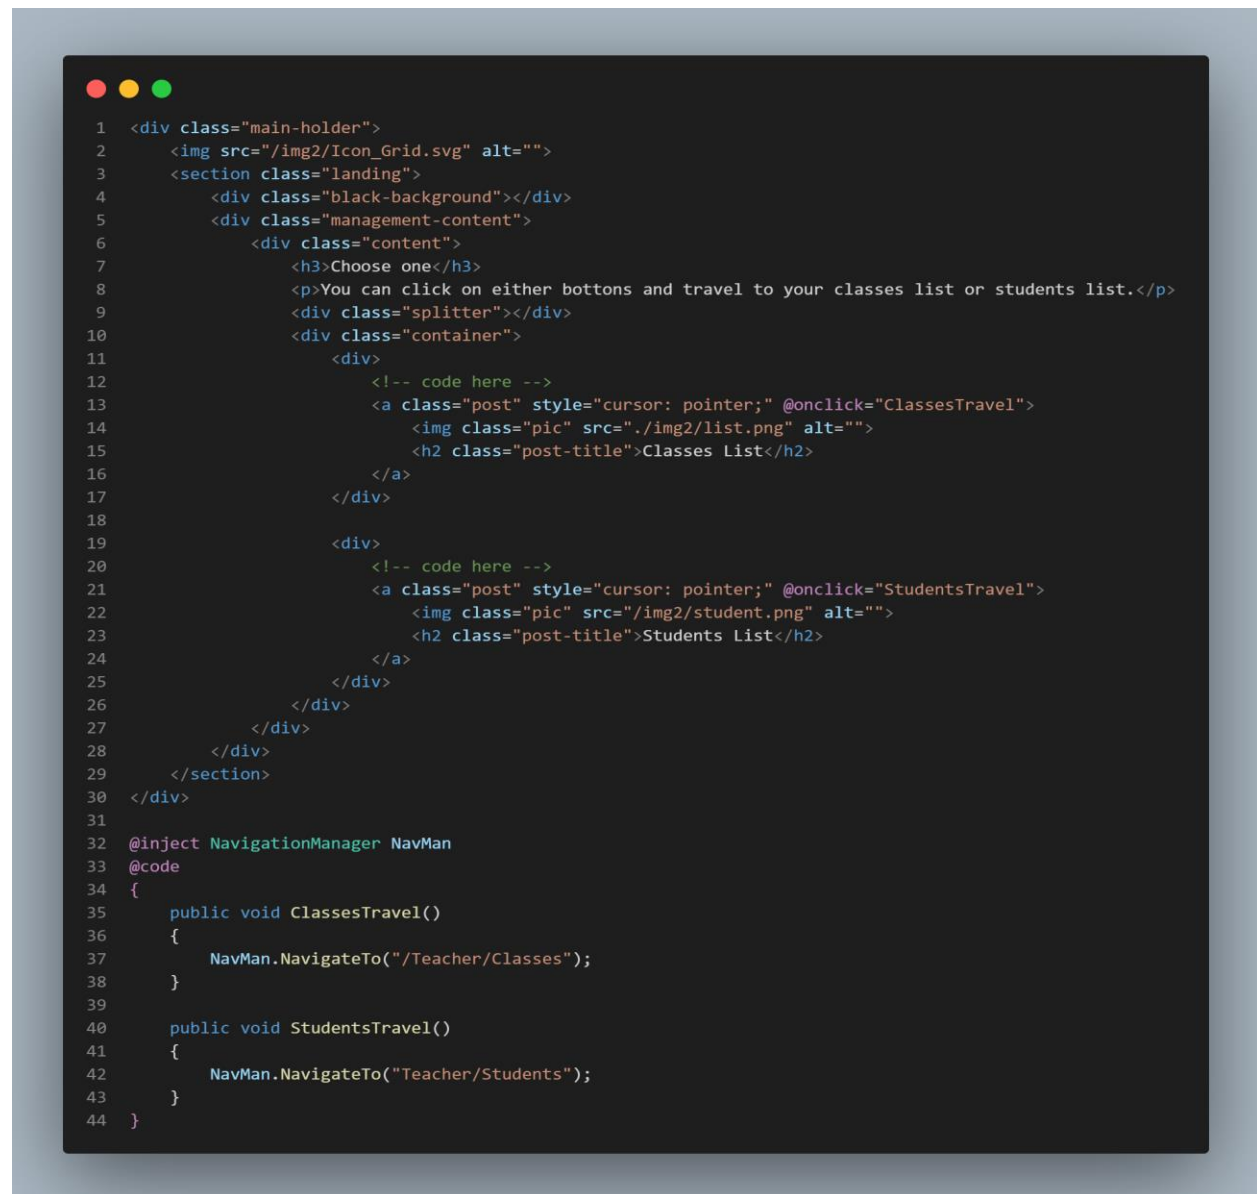 1 <div class="main-holder">
2     <img src="/img2/Icon_Grid.svg" alt="">
3     <section class="landing">
4         <div class="black-background"></div>
5         <div class="management-content">
6             <div class="content">
7                 <h3>Choose one</h3>
8                 <p>You can click on either bottons and travel to your classes list or students list.</p>
9                 <div class="splitter"></div>
10                 <div class="container">
11                     <div>
12                         <!-- code here -->
13                         <a class="post" style="cursor: pointer;" @onclick="ClassesTravel">
14                             <img class="pic" src="./img2/list.png" alt="">
15                             <h2 class="post-title">Classes List</h2>
16                         </a>
17                     </div>
18
19                     <div>
20                         <!-- code here -->
21                         <a class="post" style="cursor: pointer;" @onclick="StudentsTravel">
22                             <img class="pic" src="/img2/student.png" alt="">
23                             <h2 class="post-title">Students List</h2>
24                         </a>
25                     </div>
26                 </div>
27             </div>
28         </div>
29     </section>
30 </div>
31
32 @inject NavigationManager NavMan
33 @code
34 {
35     public void ClassesTravel()
36     {
37         NavMan.NavigateTo("/Teacher/Classes");
38     }
39
40     public void StudentsTravel()
41     {
42         NavMan.NavigateTo("Teacher/Students");
43     }
44 }